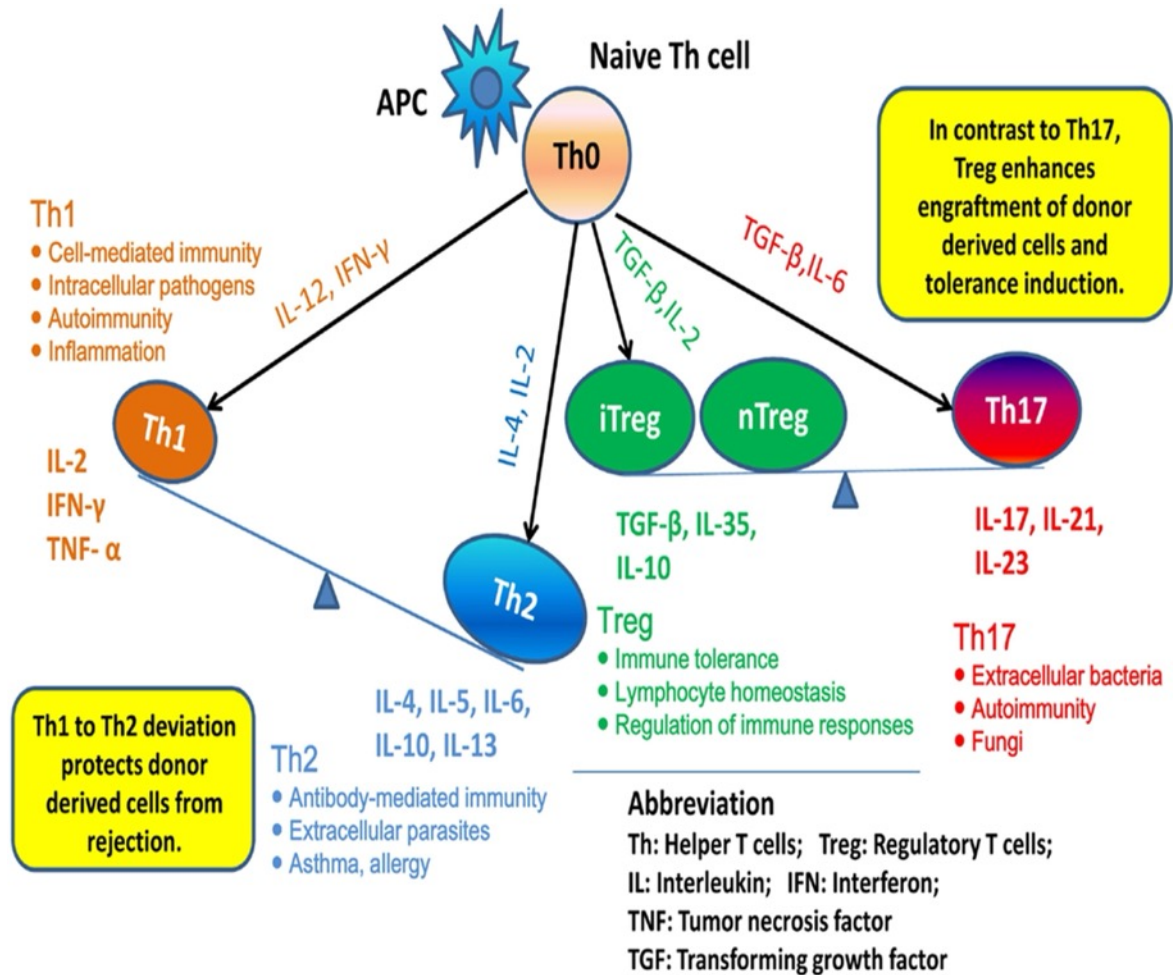 Naive Th cell
APC
Th0
In contrast to Th17,
Treg enhances
engraftment of donor
derived cells and
tolerance induction.
Th1
• Cell-mediated immunity
• Intracellular pathogens
• Autoimmunity
• Inflammation
IL-12, IFN-γ
IL-4, IL-2
TGF-β,IL-2
TGF-β,IL-6
Th1
iTreg
nTreg
Th17
IL-2
IFN-γ
TNF- α
Th2
TGF-β, IL-35,
IL-10
IL-17, IL-21,
IL-23
Treg
• Immune tolerance
• Lymphocyte homeostasis
• Regulation of immune responses
Th17
• Extracellular bacteria
• Autoimmunity
• Fungi
Th1 to Th2 deviation
protects donor
derived cells from
rejection.
IL-4, IL-5, IL-6,
IL-10, IL-13
Th2
• Antibody-mediated immunity
• Extracellular parasites
• Asthma, allergy
Abbreviation
Th: Helper T cells; Treg: Regulatory T cells;
IL: Interleukin; IFN: Interferon;
TNF: Tumor necrosis factor
TGF: Transforming growth factor